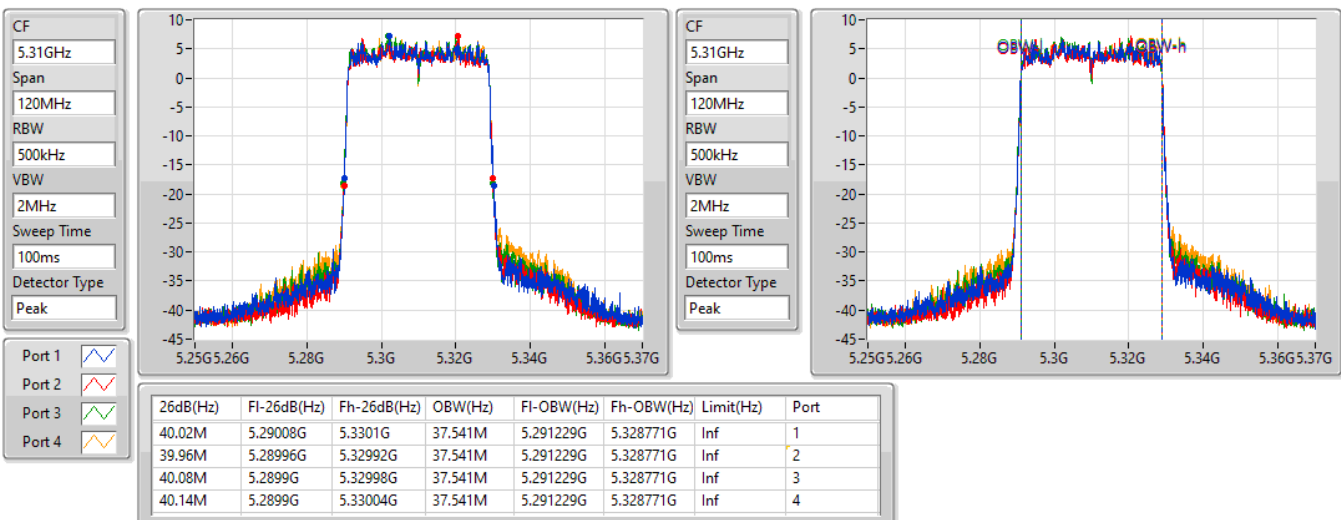 CF
5.31GHz
Span
120MHz
RBW
500kHz
VBW
2MHz
Sweep Time
100ms
Detector Type
Peak
10
5
0
-5
-10
-15
-20
-25
-30
-35
-40
-45
5.25G 5.26G 5.28G 5.3G 5.32G 5.34G 5.36G 5.37G
CF
5.31GHz
Span
120MHz
RBW
500kHz
VBW
2MHz
Sweep Time
100ms
Detector Type
Peak
10
5
0
-5
-10
-15
-20
-25
-30
-35
-40
-45
OBW-h
5.25G 5.26G 5.28G 5.3G 5.32G 5.34G 5.36G 5.37G
Port 1
Port 2
Port 3
Port 4
26dB(Hz) Fl-26dB(Hz) Fh-26dB(Hz) OBW(Hz) Fl-OBW(Hz) Fh-OBW(Hz) Limit(Hz) Port
40.02M 5.29008G 5.3301G 37.541M 5.291229G 5.328771G Inf 1
39.96M 5.28996G 5.32992G 37.541M 5.291229G 5.328771G Inf 2
40.08M 5.2899G 5.32998G 37.541M 5.291229G 5.328771G Inf 3
40.14M 5.2899G 5.33004G 37.541M 5.291229G 5.328771G Inf 4